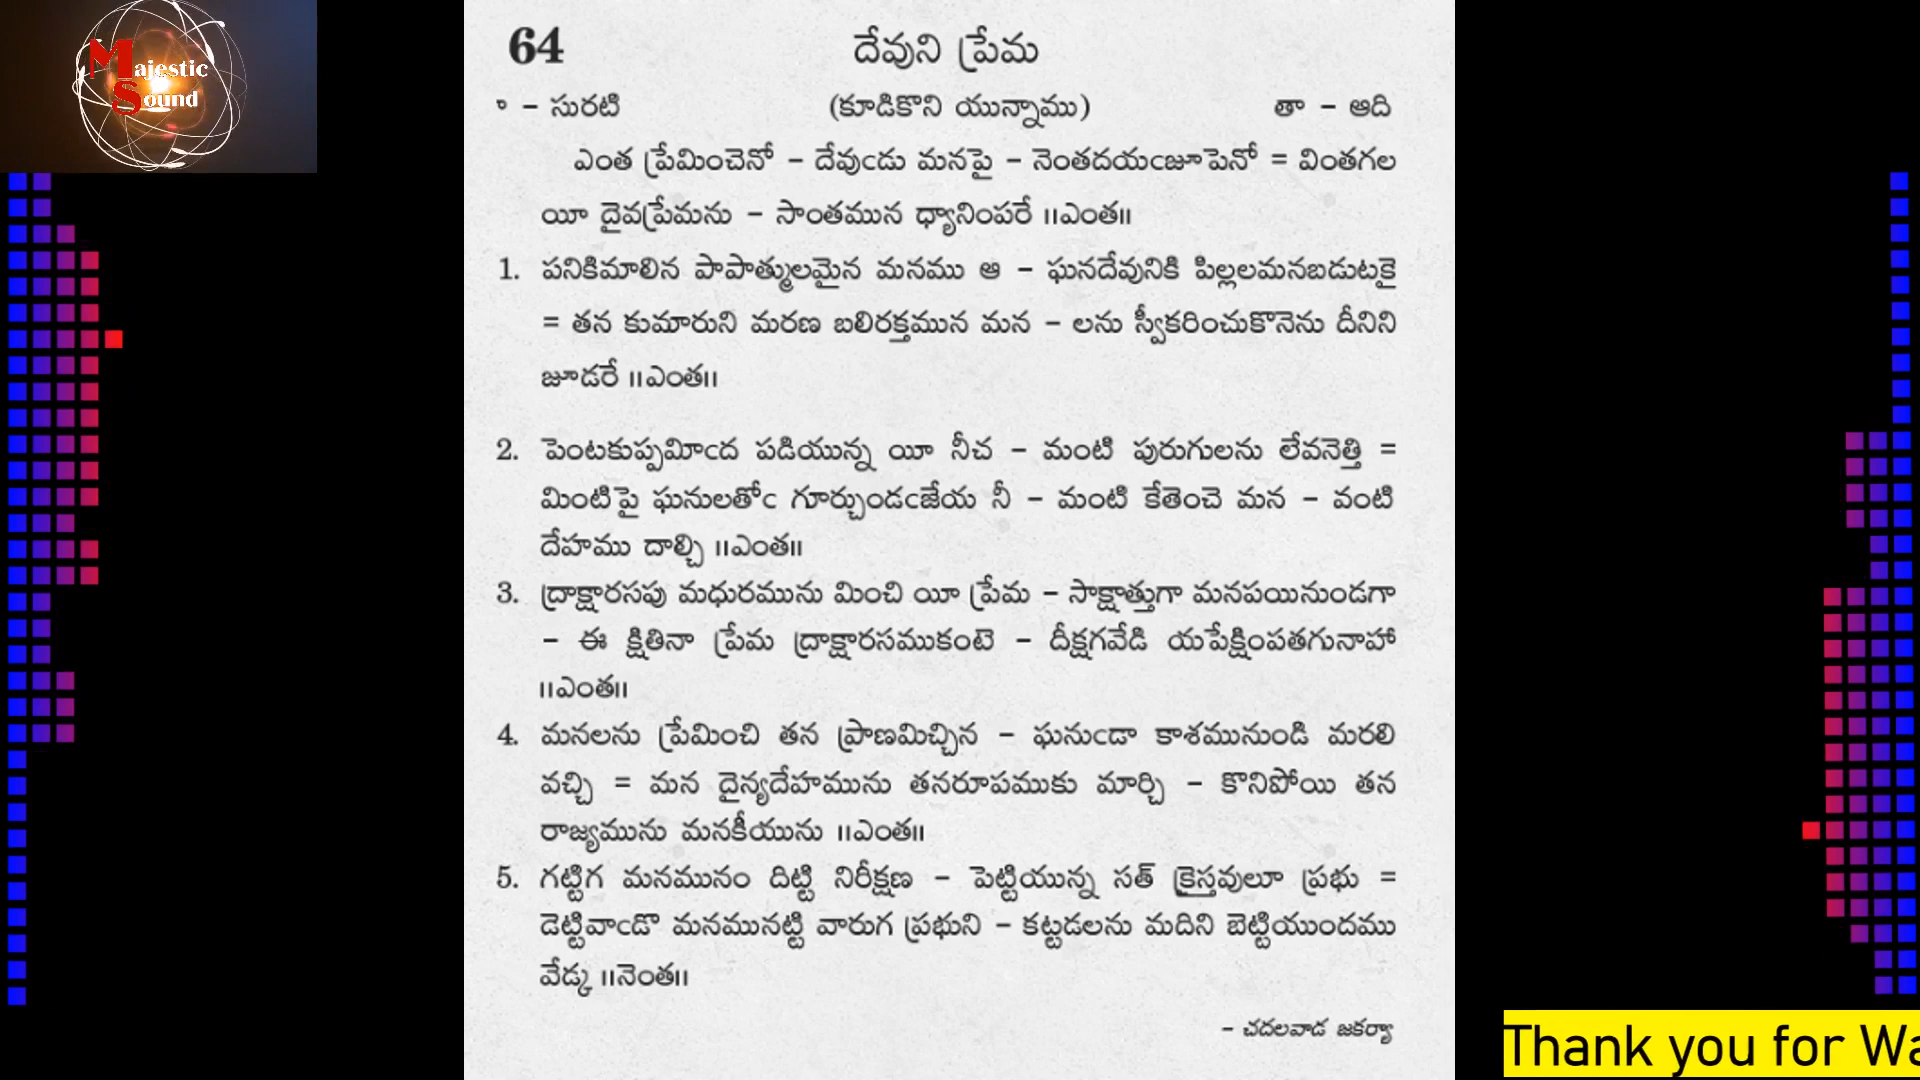 Majestic
Sound
64 దేవుని ప్రేమ
- సురటి (కూడికొని యున్నాము) తా - ఆది
ఎంత ప్రేమించెనో - దేవుఁడు మనపై - నెంతదయఁజూపెనో = వింతగల
యీ దైవప్రేమను - సాంతమున ధ్యానింపరే ॥ఎంత॥
1. పనికిమాలిన పాపాత్ములమైన మనము ఆ - ఘనదేవునికి పిల్లలమనబడుటకై
= తన కుమారుని మరణ బలిరక్తమున మన - లను స్వీకరించుకొనెను దీనిని
జూడరే ॥ఎంత॥
2. పెంటకుప్పమీఁద పడియున్న యీ నీచ - మంటి పురుగులను లేవనెత్తి =
మింటిపై ఘనులతోఁ గూర్చుండఁజేయ నీ - మంటి కేతెంచె మన - వంటి
దేహము దాల్చి ॥ఎంత॥
3. ద్రాక్షారసపు మధురమును మించి యీ ప్రేమ - సాక్షాత్తుగా మనపయినుండగా
- ఈ క్షితినా ప్రేమ ద్రాక్షారసముకంటె - దీక్షగవేడి యపేక్షింపతగునాహా
॥ఎంత॥
4. మనలను ప్రేమించి తన ప్రాణమిచ్చిన - ఘనుఁడా కాశమునుండి మరలి
వచ్చి = మన దైన్యదేహమును తనరూపముకు మార్చి - కొనిపోయి తన
రాజ్యమును మనకీయును ॥ఎంత॥
5. గట్టిగ మనమునం దిట్టి నిరీక్షణ - పెట్టియున్న సత్ క్రైస్తవులూ ప్రభు =
డెట్టివాఁడొ మనమునట్టి వారుగ ప్రభుని - కట్టడలను మదిని బెట్టియుందము
వేడ్క ॥నెంత॥
- చదలవాడ జకర్యా
Thank you for Wa